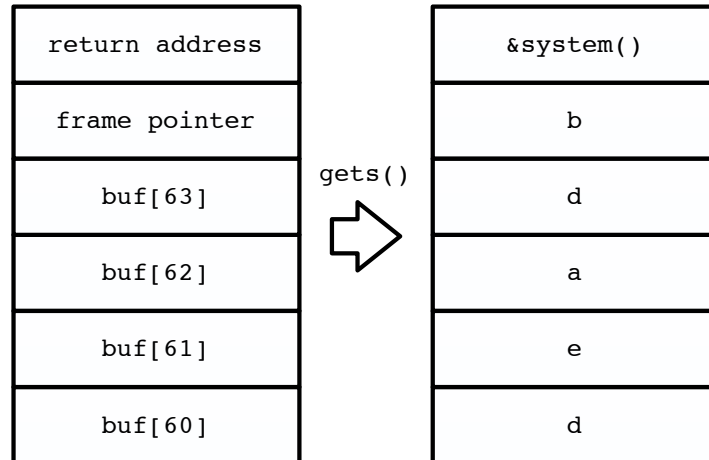 return address
frame pointer
buf[63]
buf[62]
buf[61]
buf[60]
gets()
&system()
b
d
a
e
d